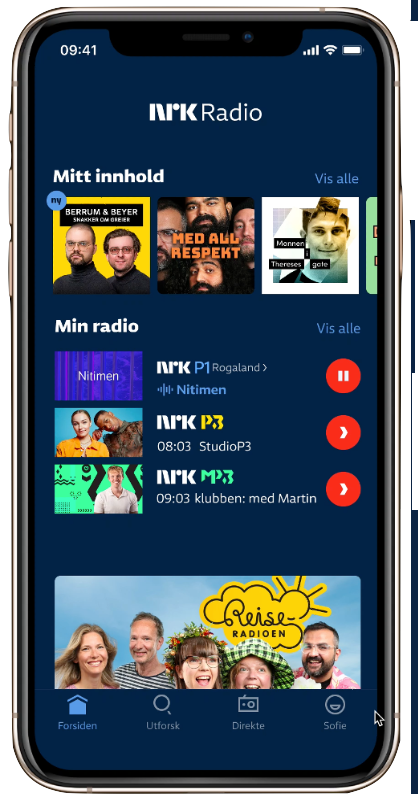 09:41
NRK Radio
Mitt innhold
Vis alle
ny
BERRUM & BEYER
SNAKKER OM GREIER
MED ALL
RESPEKT
Mannen
i
Thereses gate
Min radio
Vis alle
Nitimen
NRK P1 Rogaland >
Nitimen
NRK P3
08:03 StudioP3
NRK MP3
09:03 klubben: med Martin
Reise-
RADIOEN
Forsiden
Utforsk
Direkte
Sofie